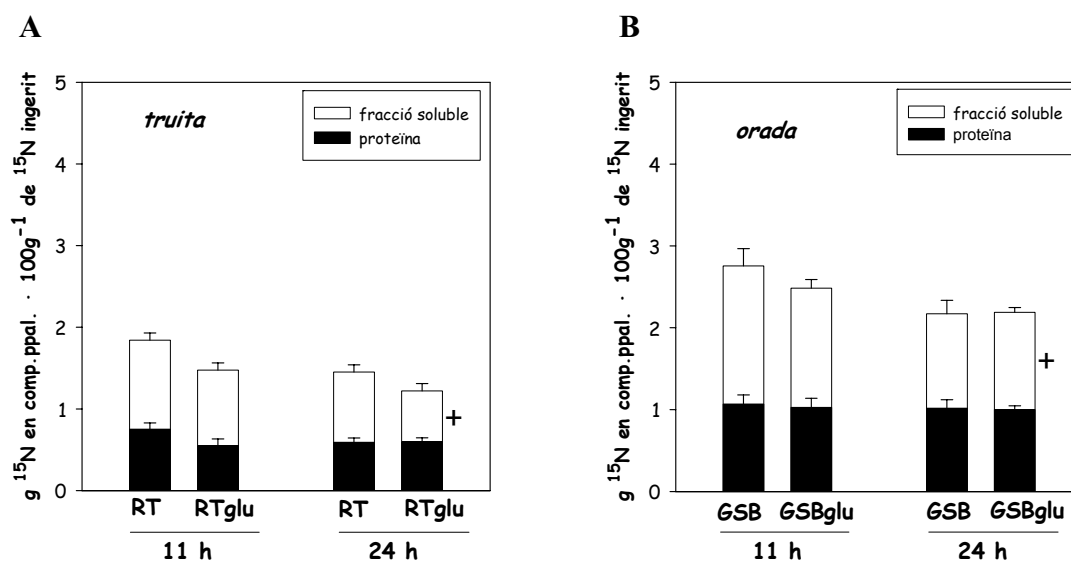 A
g ¹⁵N en comp.ppal. · 100g⁻¹ de ¹⁵N ingerit
5
4
3
2
1
0
truita
fracció soluble
proteïna
+
RT RTglu RT RTglu
11 h 24 h
B
g ¹⁵N en comp.ppal. · 100g⁻¹ de ¹⁵N ingerit
5
4
3
2
1
0
orada
fracció soluble
proteïna
+
GSB GSBglu GSB GSBglu
11 h 24 h